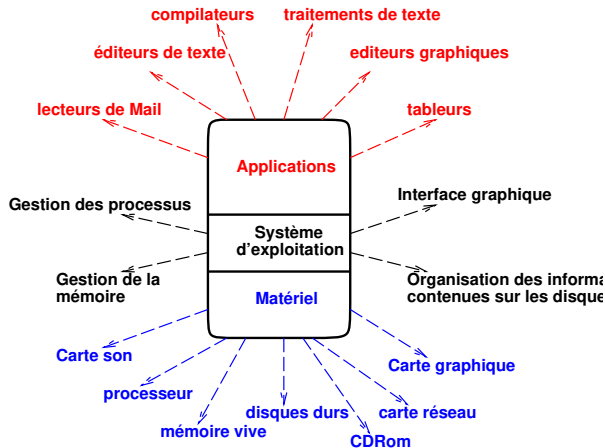 compilateurs
traitements de texte
éditeurs de texte
editeurs graphiques
lecteurs de Mail
tableurs
Applications
Gestion des processus
Interface graphique
Système
d'exploitation
Gestion de la
mémoire
Organisation des informa
contenues sur les disque
Matériel
Carte son
Carte graphique
processeur
disques durs
carte réseau
mémoire vive
CDRom